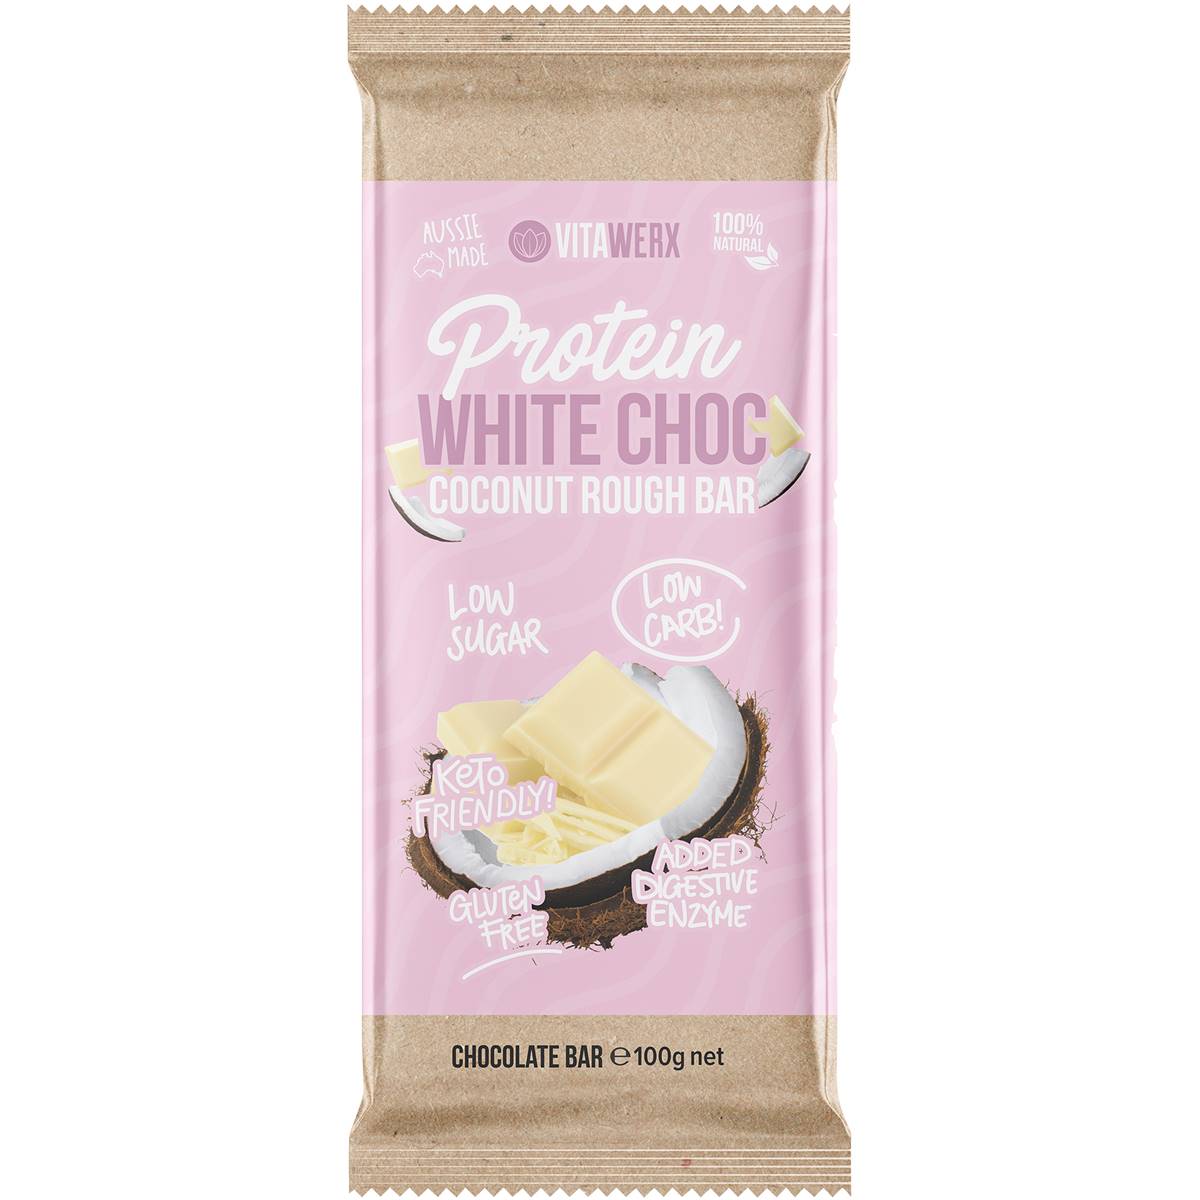 AUSSIE
MADE
VITAWERX
100%
NATURAL
Protein
WHITE CHOC
COCONUT ROUGH BAR
LOW
SUGAR
LOW
CARB!
KETO
FRIENDLY!
GLUTEN
FREE
ADDED
DIGESTIVE
ENZYME
CHOCOLATE BAR ℮100g net